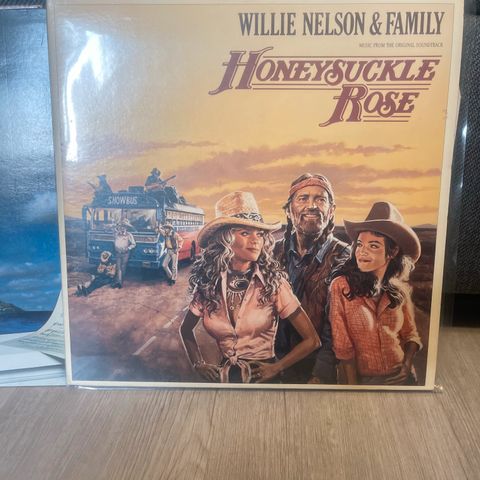 WILLIE NELSON & FAMILY
MUSIC FROM THE ORIGINAL SOUNDTRACK
HONEYSUCKLE
ROSE
SHOWBUS